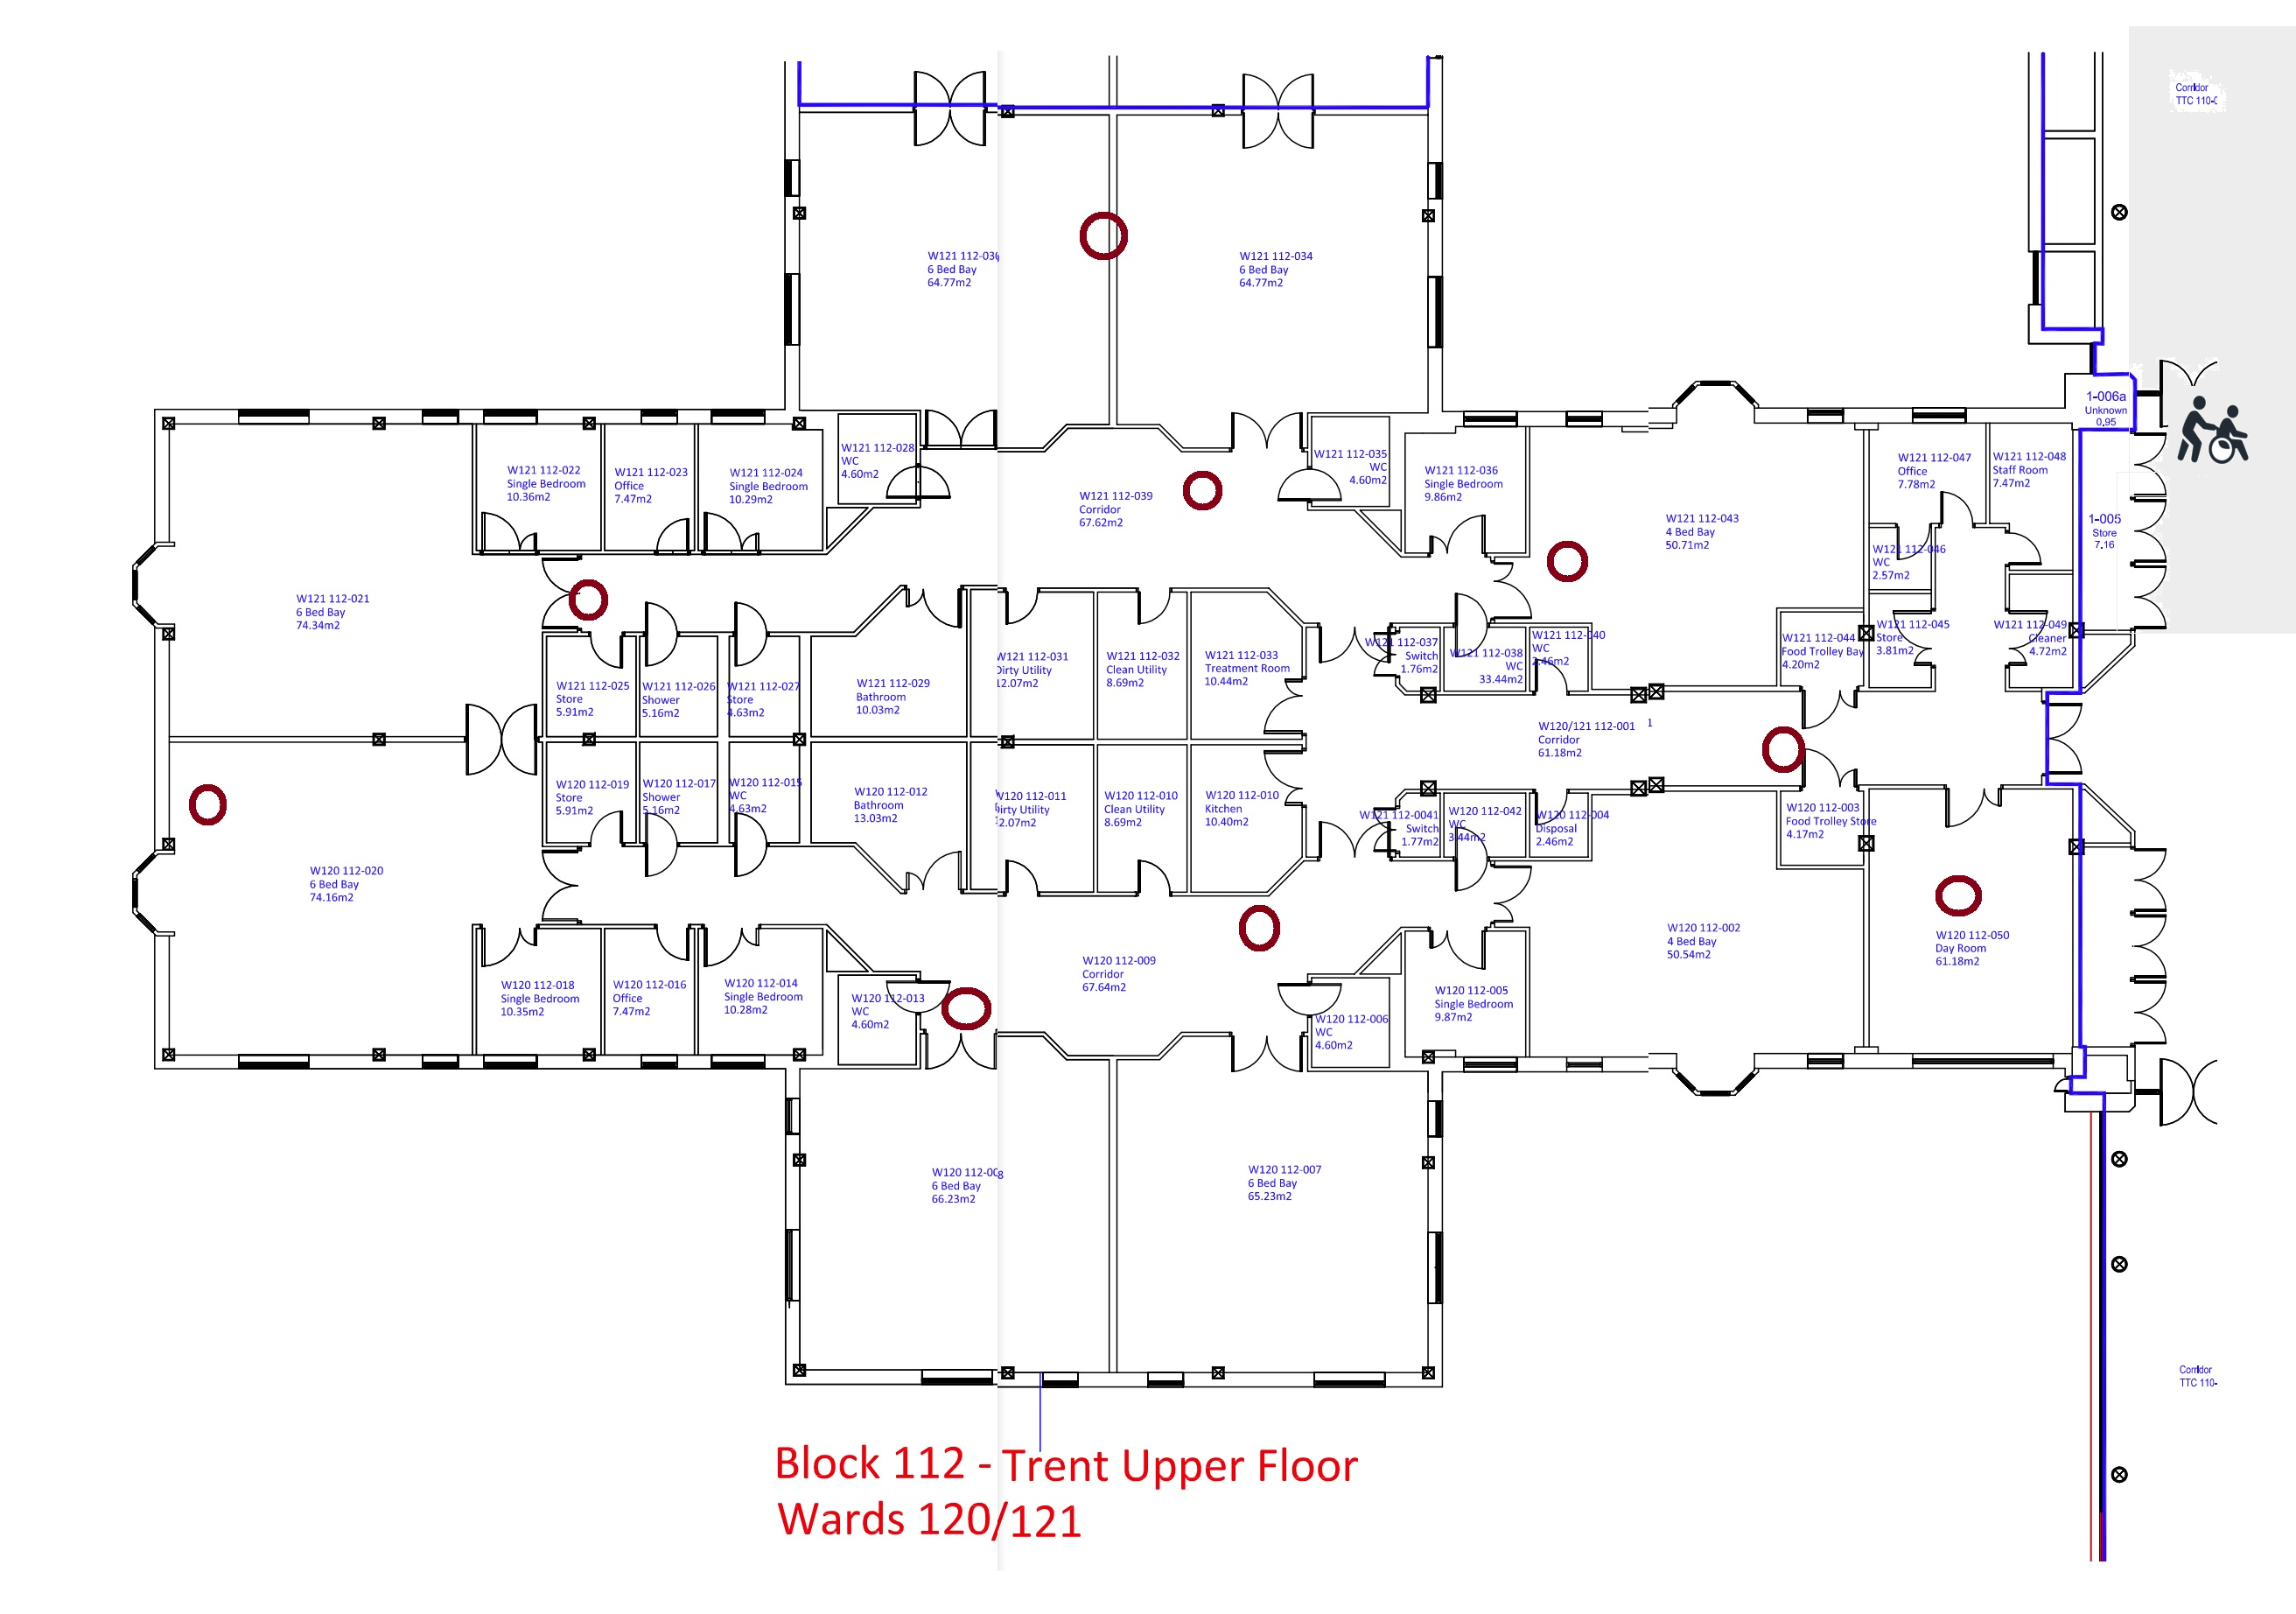 Corridor
TTC 110-0
W121 112-030
6 Bed Bay
64.77m2
W121 112-034
6 Bed Bay
64.77m2
1-006a
Unknown
0.95
W121 112-022
Single Bedroom
10.36m2
W121 112-023
Office
7.47m2
W121 112-024
Single Bedroom
10.29m2
W121 112-028
WC
4.60m2
W121 112-039
Corridor
67.62m2
W121 112-035
WC
4.60m2
W121 112-036
Single Bedroom
9.86m2
W121 112-043
4 Bed Bay
50.71m2
W121 112-047
Office
7.78m2
W121 112-048
Staff Room
7.47m2
1-005
Store
7.16
W121 112-046
WC
2.57m2
W121 112-021
6 Bed Bay
74.34m2
W121 112-025
Store
5.91m2
W121 112-026
Shower
5.16m2
W121 112-027
Store
4.63m2
W121 112-029
Bathroom
10.03m2
W121 112-031
Dirty Utility
12.07m2
W121 112-032
Clean Utility
8.69m2
W121 112-033
Treatment Room
10.44m2
W121 112-037
Switch
1.76m2
W121 112-038
WC
33.44m2
W121 112-040
WC
2.46m2
W121 112-044
Food Trolley Bay
4.20m2
W121 112-045
Store
3.81m2
W121 112-049
Cleaner
4.72m2
W120/121 112-001
Corridor
61.18m2
1
W120 112-019
Store
5.91m2
W120 112-017
Shower
5.16m2
W120 112-015
WC
4.63m2
W120 112-012
Bathroom
13.03m2
W120 112-011
Dirty Utility
12.07m2
W120 112-010
Clean Utility
8.69m2
W120 112-010
Kitchen
10.40m2
W121 112-0041
Switch
1.77m2
W120 112-042
WC
3.44m2
W120 112-004
Disposal
2.46m2
W120 112-003
Food Trolley Store
4.17m2
W120 112-020
6 Bed Bay
74.16m2
W120 112-018
Single Bedroom
10.35m2
W120 112-016
Office
7.47m2
W120 112-014
Single Bedroom
10.28m2
W120 112-013
WC
4.60m2
W120 112-009
Corridor
67.64m2
W120 112-006
WC
4.60m2
W120 112-005
Single Bedroom
9.87m2
W120 112-002
4 Bed Bay
50.54m2
W120 112-050
Day Room
61.18m2
W120 112-008
6 Bed Bay
66.23m2
W120 112-007
6 Bed Bay
65.23m2
Corridor
TTC 110-
Block 112 - Trent Upper Floor
Wards 120/121